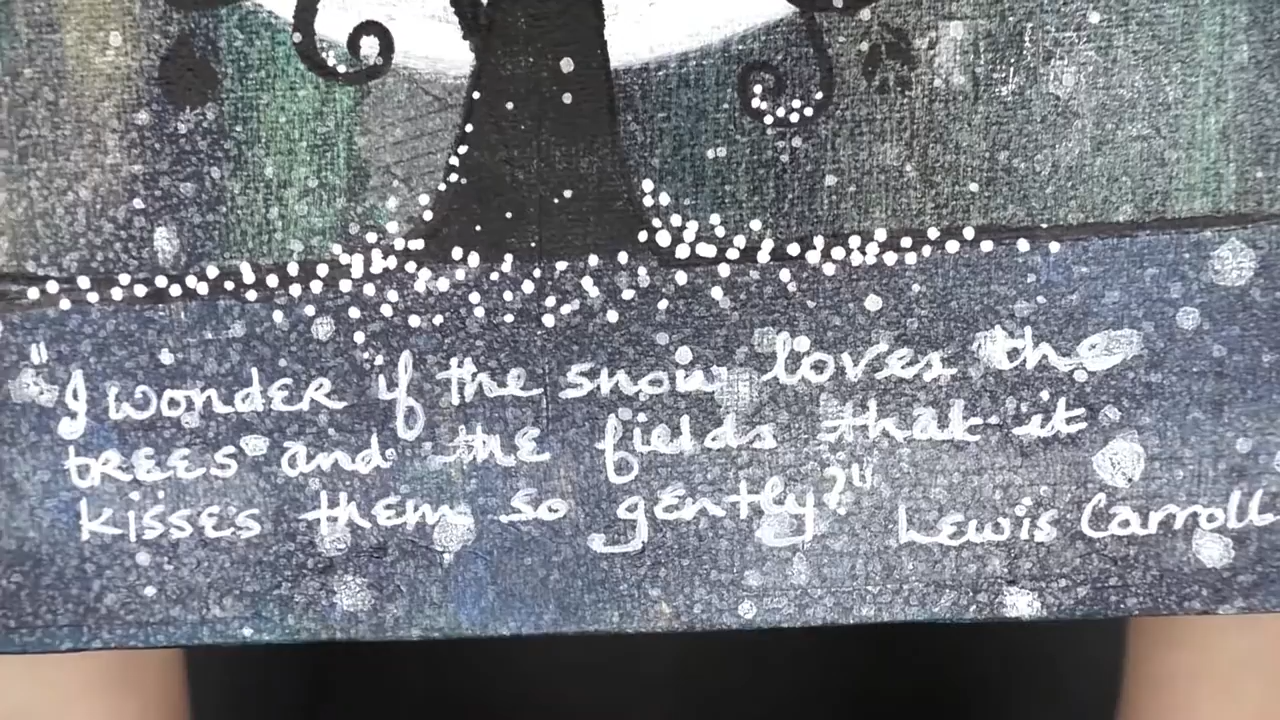 "I wonder if the snow loves the
trees and the fields that it
kisses them so gently?" Lewis Carroll